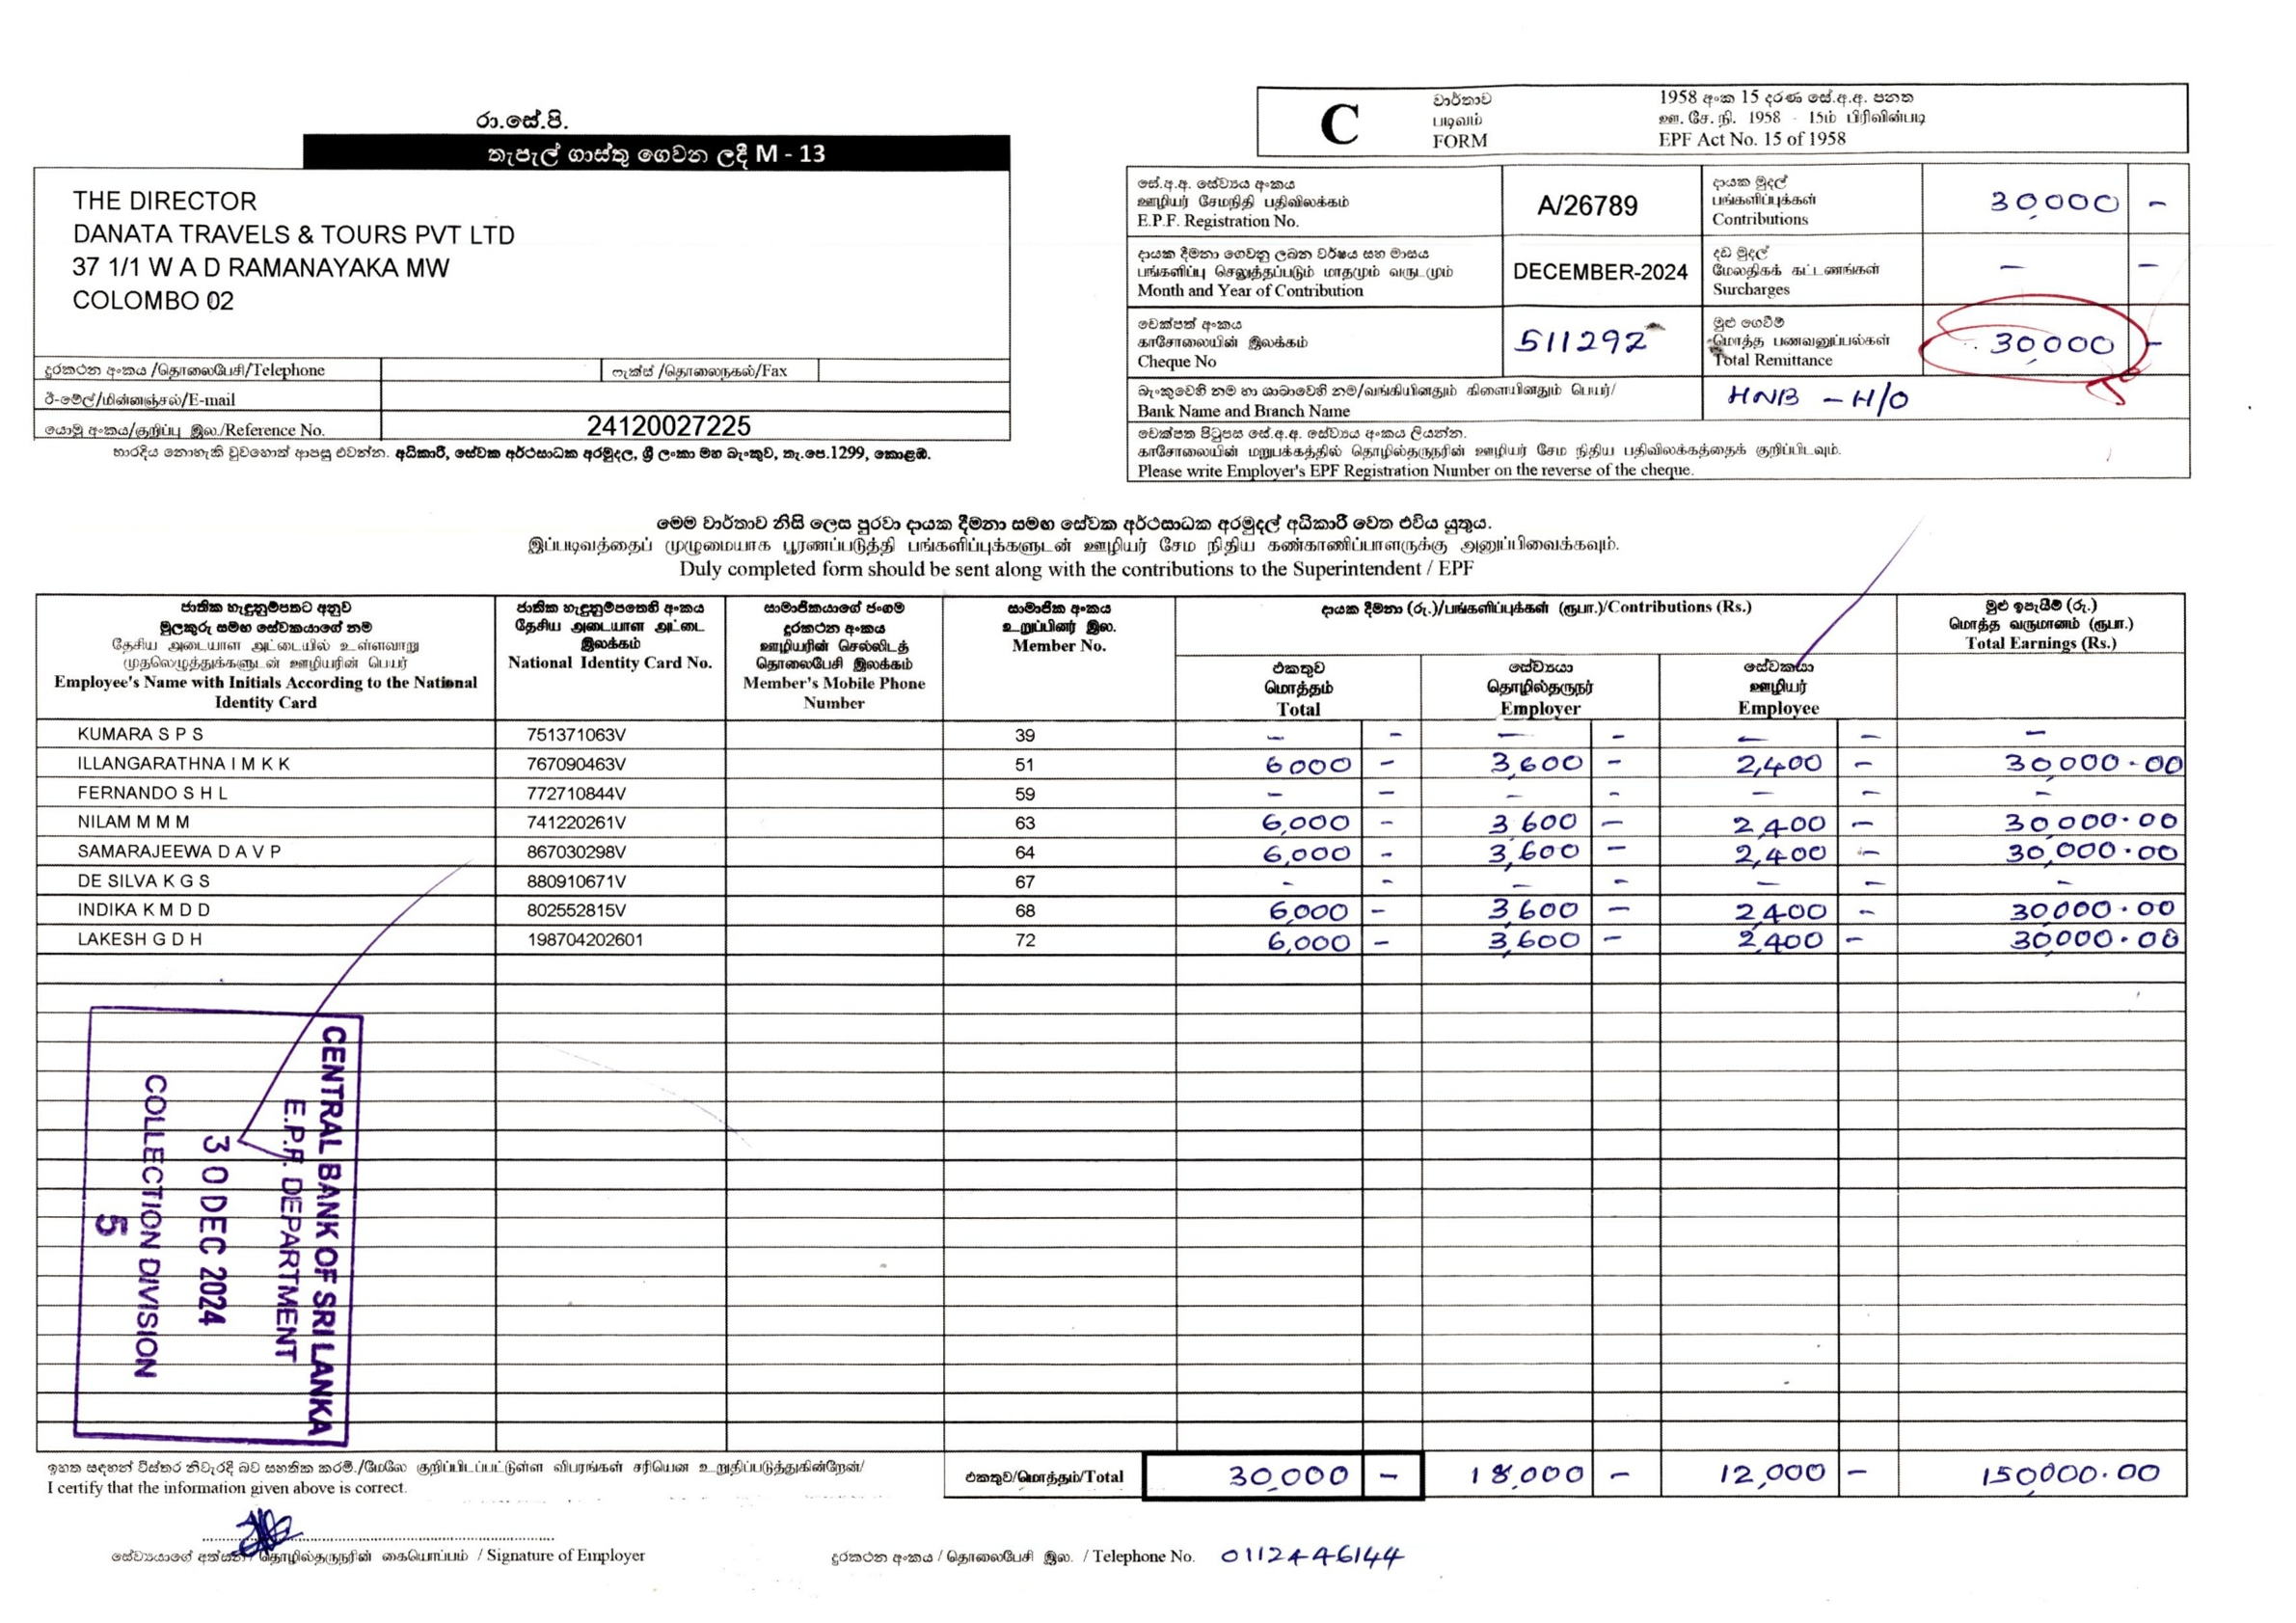 රා.සේ.පි.
තැපැල් ගාස්තු ගෙවන ලදී M - 13
THE DIRECTOR
DANATA TRAVELS & TOURS PVT LTD
37 1/1 W A D RAMANAYAKA MW
COLOMBO 02
දුරකථන අංකය /தொலைபேசி/Telephone
ෆැක්ස් /தொலைநகல்/Fax
ඊ-මේල්/மின்னஞ்சல்/E-mail
යොමු අංකය/குறிப்பு இல./Reference No. 24120027225
භාරදිය නොහැකි වුවහොත් ආපසු එවන්න. අධිකාරී, සේවක අර්ථසාධක අරමුදල, ශ්‍රී ලංකා මහ බැංකුව, තැ.පෙ.1299, කොළඹ.
C
වාර්තාව
படிவம்
FORM
1958 අංක 15 දරණ සේ.අ.අ. පනත
ஊ. சே. நி. 1958 - 15ம் பிரிவின்படி
EPF Act No. 15 of 1958
සේ.අ.අ. සේව්‍යය අංකය
ஊழியர் சேமநிதி பதிவிலக்கம்
E.P.F. Registration No.
A/26789
දායක මුදල්
பங்களிப்புக்கள்
Contributions
30,000 -
දායක දීමනා ගෙවනු ලබන වර්ෂය සහ මාසය
பங்களிப்பு செலுத்தப்படும் மாதமும் வருடமும்
Month and Year of Contribution
DECEMBER-2024
දඩ මුදල්
மேலதிகக் கட்டணங்கள்
Surcharges
- -
චෙක්පත් අංකය
காசோலையின் இலக்கம்
Cheque No
511292
මුළු ගෙවීම්
மொத்த பணவனுப்பல்கள்
Total Remittance
30,000 -
බැංකුවෙහි නම හා ශාඛාවෙහි නම/வங்கியினதும் கிளையினதும் பெயர்/
Bank Name and Branch Name
HNB - H/O
චෙක්පත පිටුපස සේ.අ.අ. සේව්‍යය අංකය ලියන්න.
காசோலையின் மறுபக்கத்தில் தொழில்தருநரின் ஊழியர் சேம நிதிய பதிவிலக்கத்தைக் குறிப்பிடவும்.
Please write Employer's EPF Registration Number on the reverse of the cheque.
මෙම වාර්තාව නිසි ලෙස පුරවා දායක දීමනා සමඟ සේවක අර්ථසාධක අරමුදල් අධිකාරී වෙත එවිය යුතුය.
இப்படிவத்தைப் முழுமையாக பூரணப்படுத்தி பங்களிப்புக்களுடன் ஊழியர் சேம நிதிய கண்காணிப்பாளருக்கு அனுப்பிவைக்கவும்.
Duly completed form should be sent along with the contributions to the Superintendent / EPF
ජාතික හැඳුනුම්පතට අනුව
මුලකුරු සමඟ සේවකයාගේ නම
தேசிய அடையாள அட்டையில் உள்ளவாறு
முதலெழுத்துக்களுடன் ஊழியரின் பெயர்
Employee's Name with Initials According to the National
Identity Card
ජාතික හැඳුනුම්පතෙහි අංකය
தேசிய அடையாள அட்டை
இலக்கம்
National Identity Card No.
සාමාජිකයාගේ ජංගම
දුරකථන අංකය
ஊழியரின் செல்லிடத்
தொலைபேசி இலக்கம்
Member's Mobile Phone
Number
සාමාජික අංකය
உறுப்பினர் இல.
Member No.
දායක දීමනා (රු.)/பங்களிப்புக்கள் (ரூபா.)/Contributions (Rs.)
එකතුව
மொத்தம்
Total
සේව්‍යයා
தொழில்தருநர்
Employer
සේවකයා
ஊழியர்
Employee
මුළු ඉපැයීම් (රු.)
மொத்த வருமானம் (ரூபா.)
Total Earnings (Rs.)
KUMARA S P S 751371063V 39 - - - - - - -
ILLANGARATHNA I M K K 767090463V 51 6000 - 3,600 - 2,400 - 30000.00
FERNANDO S H L 772710844V 59 - - - - - - -
NILAM M M M 741220261V 63 6,000 - 3600 - 2,400 - 30000.00
SAMARAJEEWA D A V P 867030298V 64 6,000 - 3,600 - 2,400 - 30,000.00
DE SILVA K G S 880910671V 67 - - - - - - -
INDIKA K M D D 802552815V 68 6,000 - 3,600 - 2,400 - 30000.00
LAKESH G D H 198704202601 72 6,000 - 3,600 - 2,400 - 30000.00
CENTRAL BANK OF SRI LANKA
E.P.F. DEPARTMENT
30 DEC 2024
COLLECTION DIVISION
5
ඉහත සඳහන් විස්තර නිවැරදි බව සහතික කරමි./மேலே குறிப்பிடப்பட்டுள்ள விபரங்கள் சரியென உறுதிப்படுத்துகின்றேன்/
I certify that the information given above is correct.
එකතුව/மொத்தம்/Total 30,000 - 18,000 - 12,000 - 150000.00
සේව්‍යයාගේ අත්සන / தொழில்தருநரின் கையொப்பம் / Signature of Employer
දුරකථන අංකය / தொலைபேசி இல. / Telephone No. 0112446144